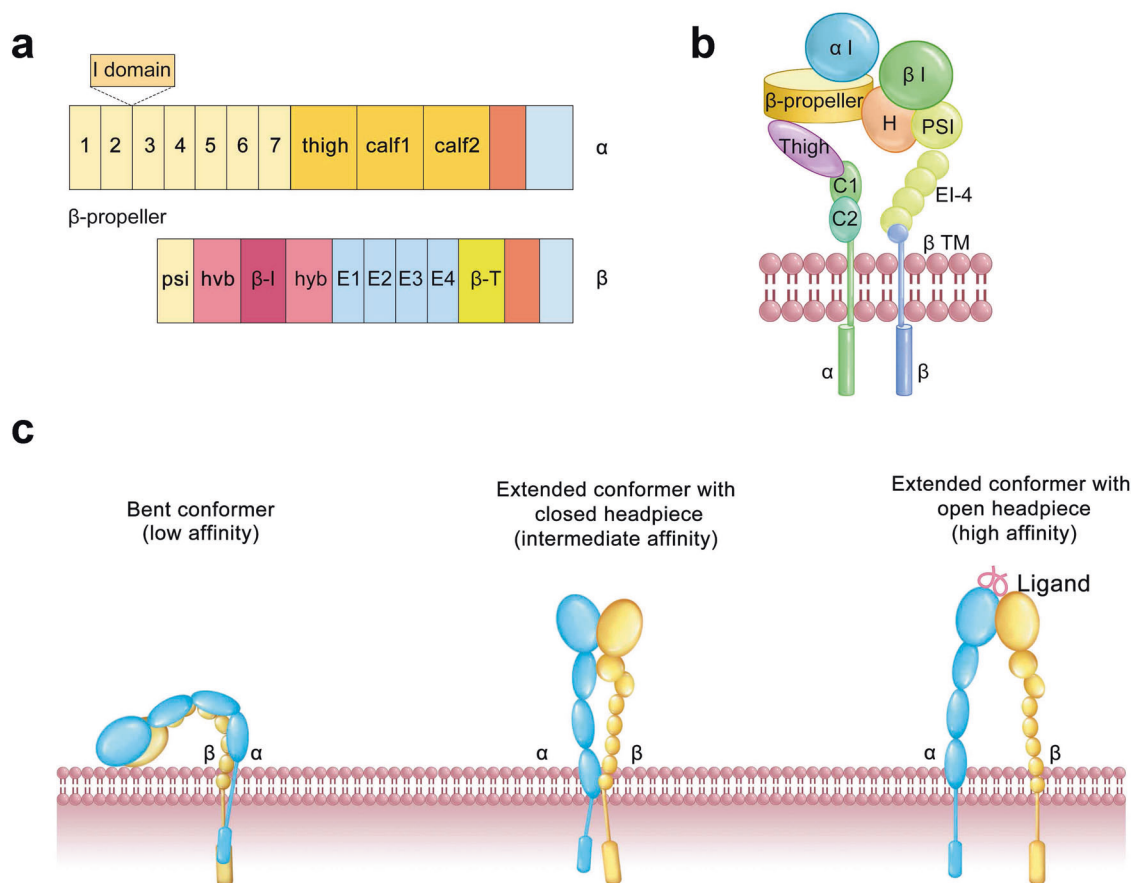 a
I domain
1 2 3 4 5 6 7 thigh calf1 calf2 α
β-propeller
psi hvb β-I hyb E1 E2 E3 E4 β-T β
b
α I
β I
β-propeller
H PSI
Thigh
C1
EI-4
C2
β TM
α β
c
Bent conformer
(low affinity)
Extended conformer with
closed headpiece
(intermediate affinity)
Extended conformer with
open headpiece
(high affinity)
Ligand
β α
α β
α β